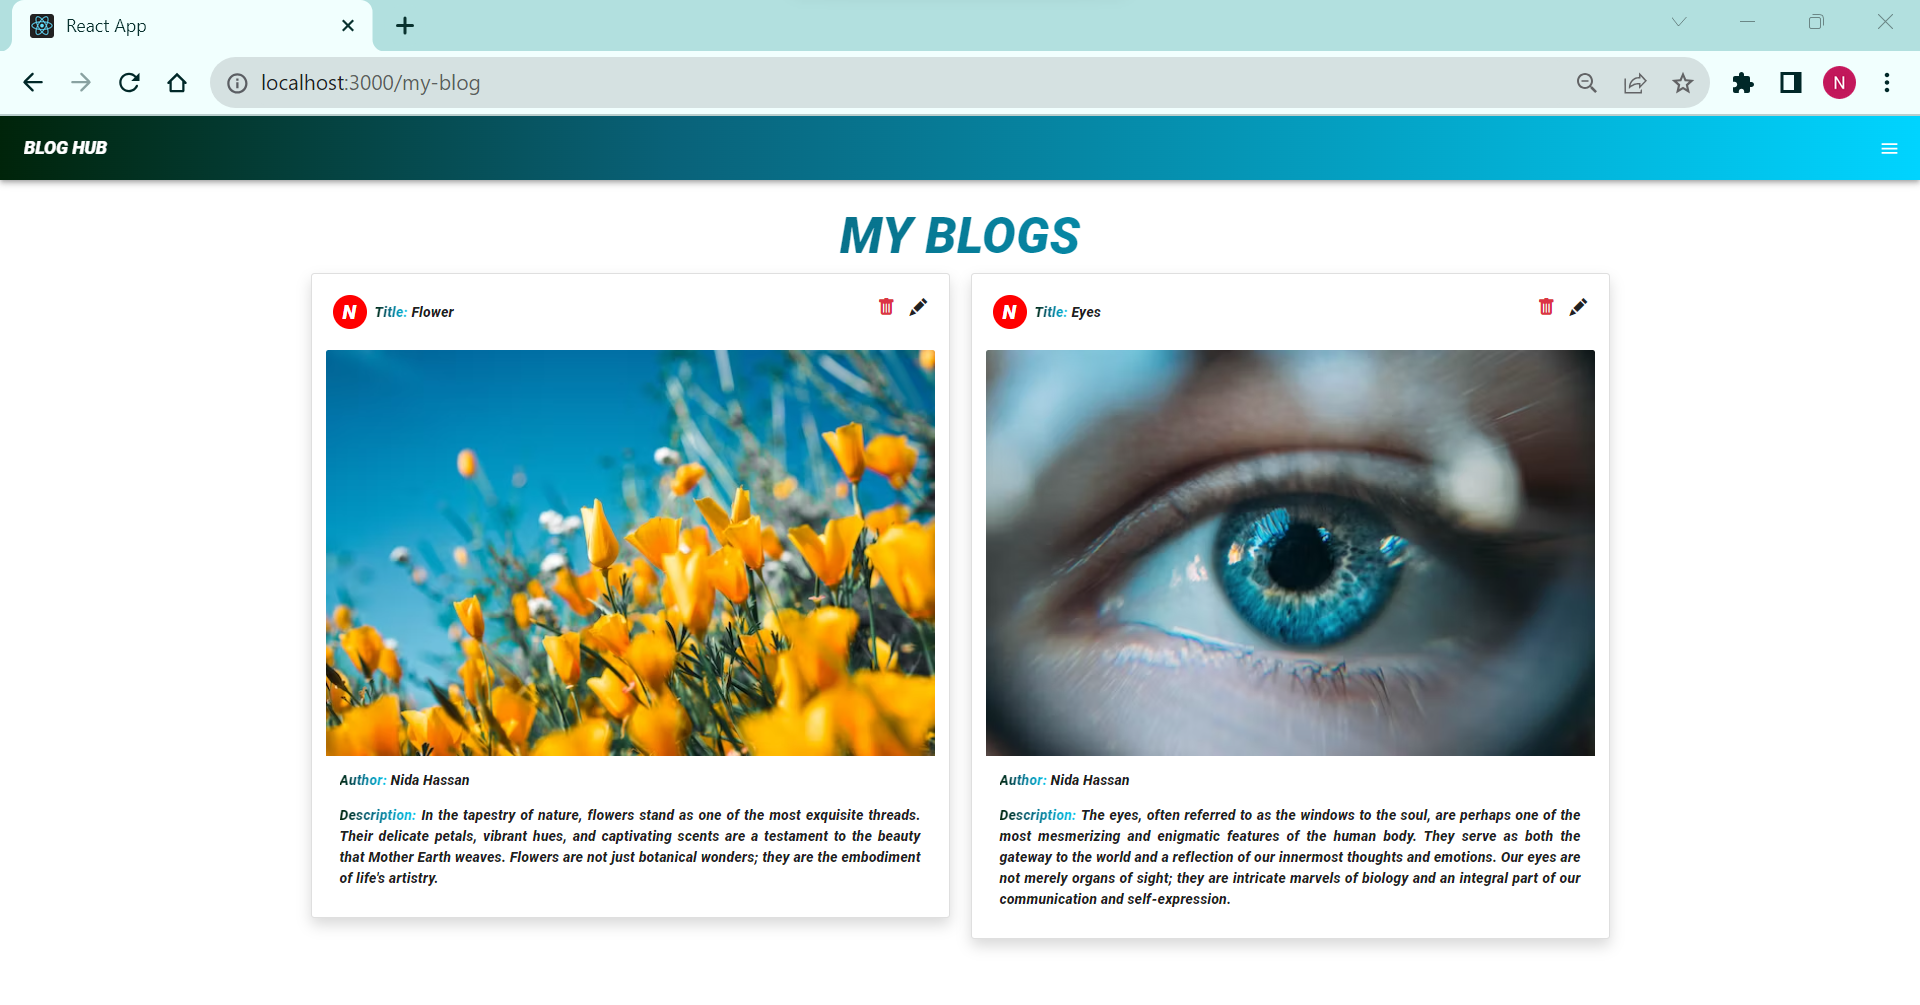 React App
localhost:3000/my-blog
N
BLOG HUB
MY BLOGS
N Title: Flower
Author: Nida Hassan
Description: In the tapestry of nature, flowers stand as one of the most exquisite threads.
Their delicate petals, vibrant hues, and captivating scents are a testament to the beauty
that Mother Earth weaves. Flowers are not just botanical wonders; they are the embodiment
of life's artistry.
N Title: Eyes
Author: Nida Hassan
Description: The eyes, often referred to as the windows to the soul, are perhaps one of the
most mesmerizing and enigmatic features of the human body. They serve as both the
gateway to the world and a reflection of our innermost thoughts and emotions. Our eyes are
not merely organs of sight; they are intricate marvels of biology and an integral part of our
communication and self-expression.